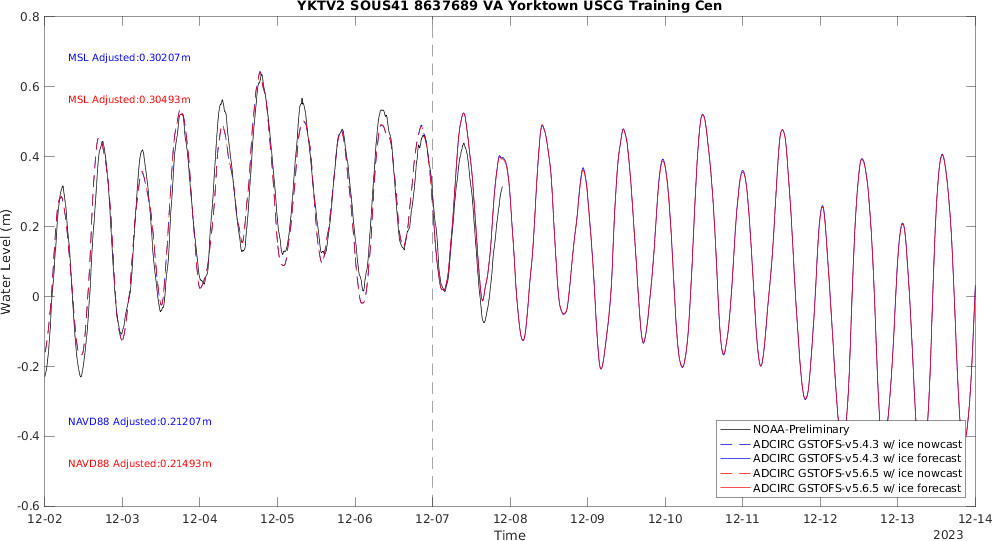 YKTV2 SOUS41 8637689 VA Yorktown USCG Training Cen
0.8
0.6
0.4
0.2
0
-0.2
-0.4
-0.6
Water Level (m)
MSL Adjusted:0.30207m
MSL Adjusted:0.30493m
NAVD88 Adjusted:0.21207m
NAVD88 Adjusted:0.21493m
NOAA-Preliminary
ADCIRC GSTOFS-v5.4.3 w/ ice nowcast
ADCIRC GSTOFS-v5.4.3 w/ ice forecast
ADCIRC GSTOFS-v5.6.5 w/ ice nowcast
ADCIRC GSTOFS-v5.6.5 w/ ice forecast
12-02 12-03 12-04 12-05 12-06 12-07 12-08 12-09 12-10 12-11 12-12 12-13 12-14
Time
2023